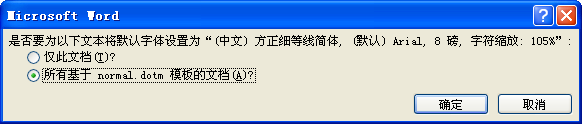 Microsoft Word
是否要为以下文本将默认字体设置为“(中文) 方正细等线简体, (默认) Arial, 8 磅, 字符缩放: 105%”:
仅此文档(T)?
所有基于 normal.dotm 模板的文档(A)?
确定
取消